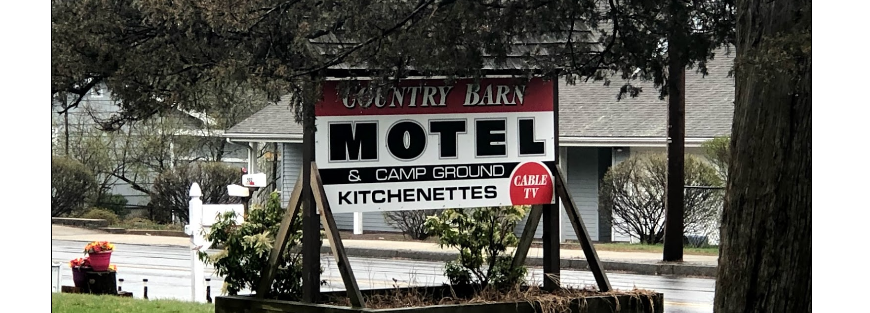 COUNTRY BARN
MOTEL
& CAMP GROUND
KITCHENETTES
CABLE
TV